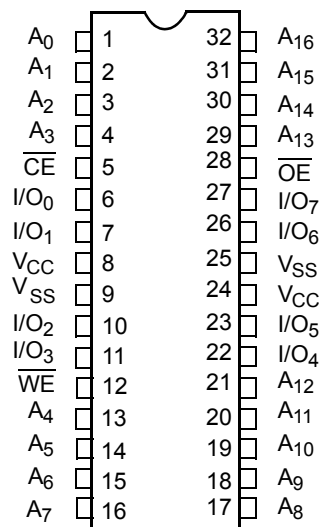 A0 1 32 A16
A1 2 31 A15
A2 3 30 A14
A3 4 29 A13
C̅E̅ 5 28 O̅E̅
I/O0 6 27 I/O7
I/O1 7 26 I/O6
VCC 8 25 VSS
VSS 9 24 VCC
I/O2 10 23 I/O5
I/O3 11 22 I/O4
W̅E̅ 12 21 A12
A4 13 20 A11
A5 14 19 A10
A6 15 18 A9
A7 16 17 A8